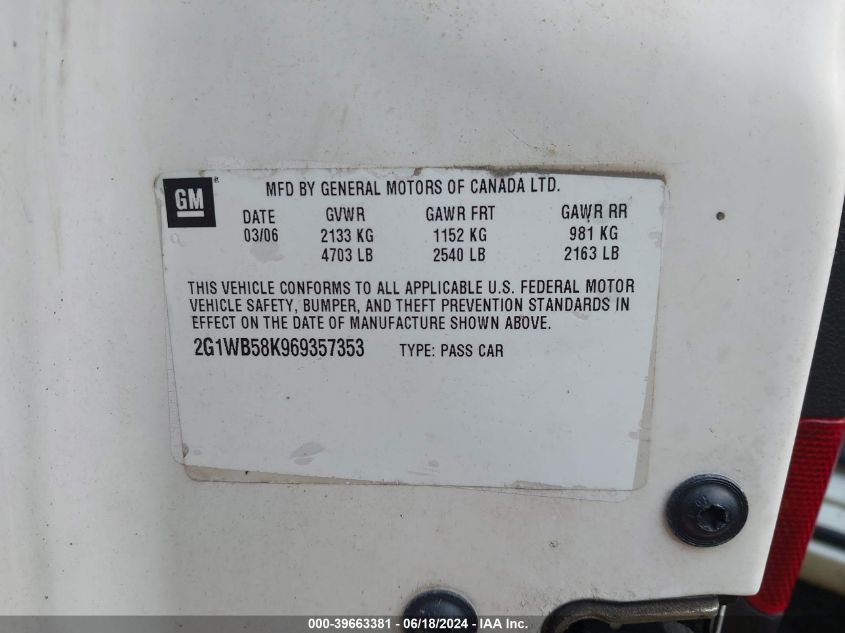 GM
MFD BY GENERAL MOTORS OF CANADA LTD.
DATE GVWR GAWR FRT GAWR RR
03/06 2133 KG 1152 KG 981 KG
4703 LB 2540 LB 2163 LB
THIS VEHICLE CONFORMS TO ALL APPLICABLE U.S. FEDERAL MOTOR
VEHICLE SAFETY, BUMPER, AND THEFT PREVENTION STANDARDS IN
EFFECT ON THE DATE OF MANUFACTURE SHOWN ABOVE.
2G1WB58K969357353 TYPE: PASS CAR
000-39663381 - 06/18/2024 - IAA Inc.